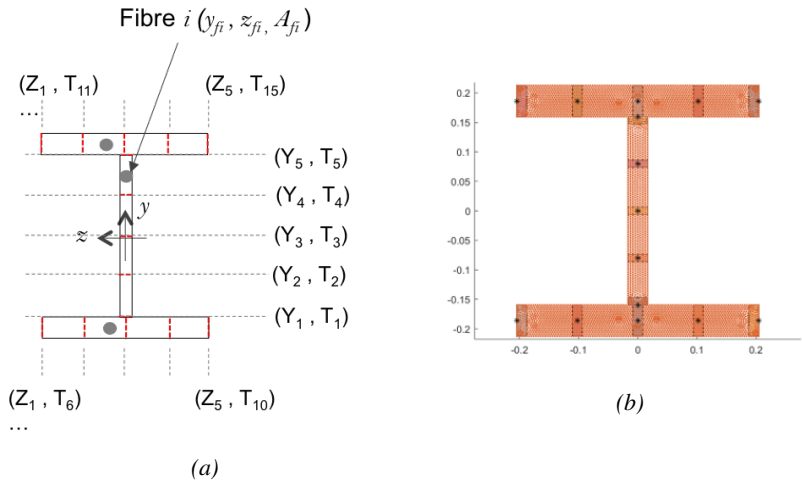 Fibre i (yfi, zfi, Afi)
(Z1 , T11)
(Z5 , T15)
...
(Y5 , T5)
(Y4 , T4)
y
z
(Y3 , T3)
(Y2 , T2)
(Y1 , T1)
(Z1 , T6)
(Z5 , T10)
...
(a)
0.2
0.15
0.1
0.05
0
-0.05
-0.1
-0.15
-0.2
-0.2
-0.1
0
0.1
0.2
(b)